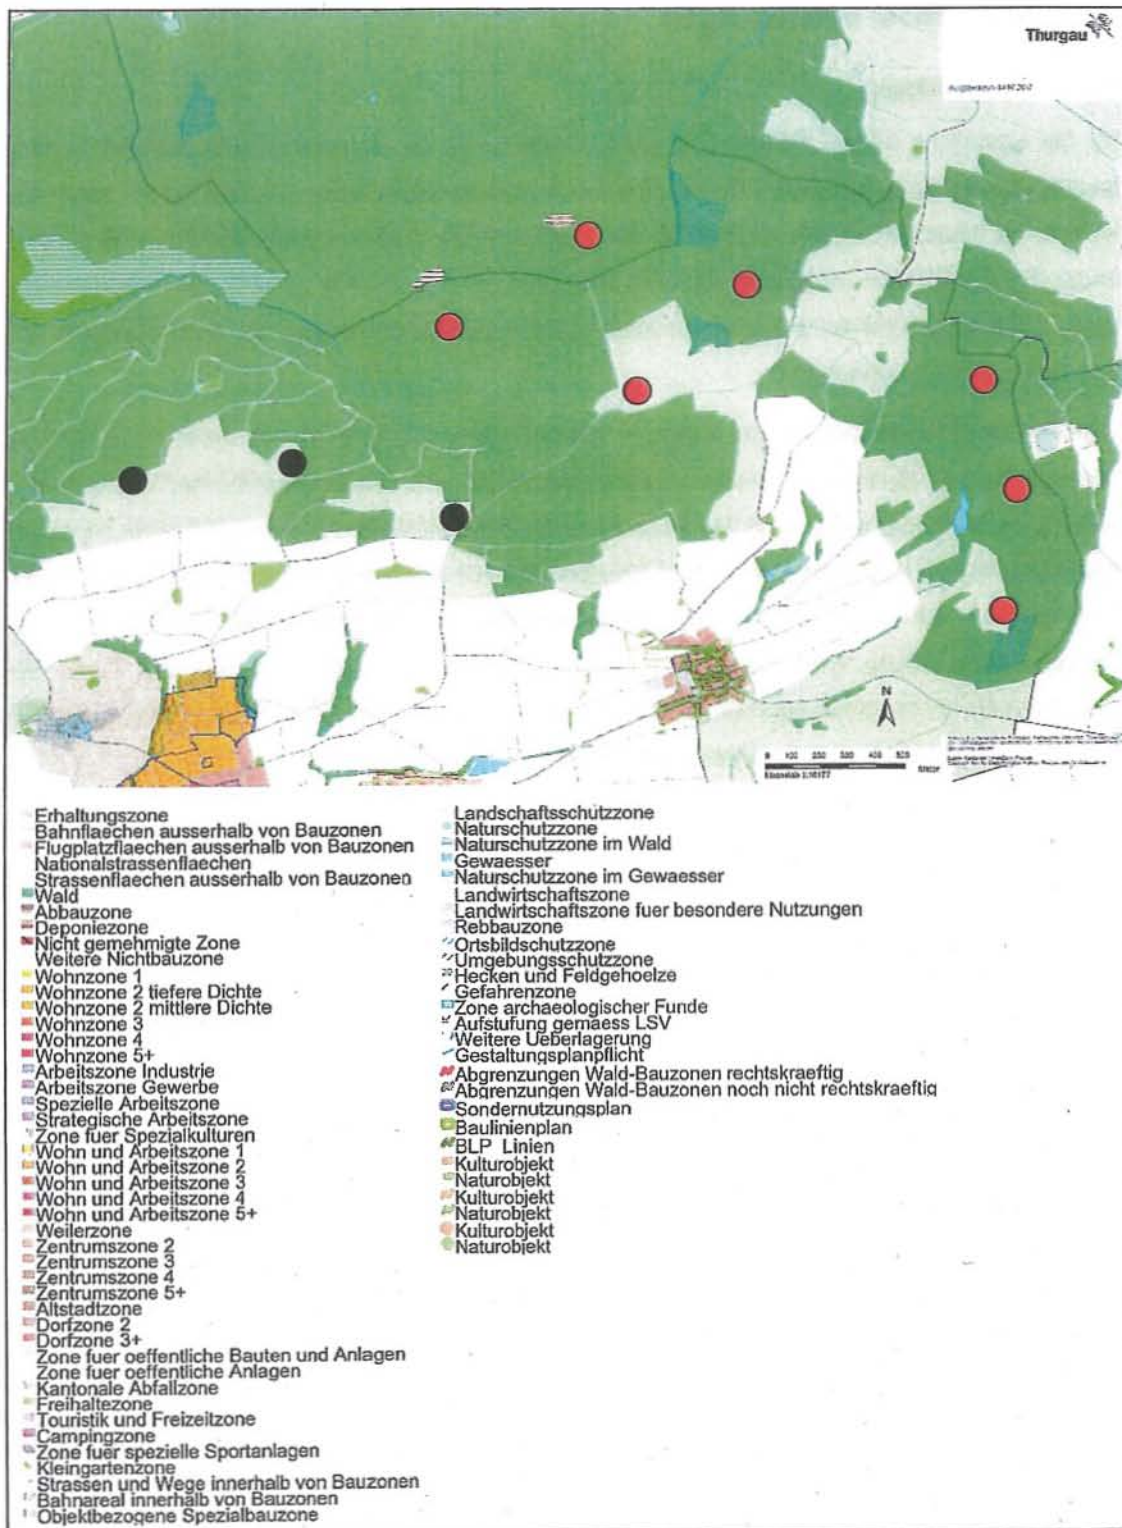 Thurgau
N
Erhaltungszone
Bahnflaechen ausserhalb von Bauzonen
Flugplatzflaechen ausserhalb von Bauzonen
Nationalstrassenflaechen
Strassenflaechen ausserhalb von Bauzonen
Wald
Abbauzone
Deponiezone
Nicht gemehmigte Zone
Weitere Nichtbauzone
Wohnzone 1
Wohnzone 2 tiefere Dichte
Wohnzone 2 mittlere Dichte
Wohnzone 3
Wohnzone 4
Wohnzone 5+
Arbeitszone Industrie
Arbeitszone Gewerbe
Spezielle Arbeitszone
Strategische Arbeitszone
Zone fuer Spezialkulturen
Wohn und Arbeitszone 1
Wohn und Arbeitszone 2
Wohn und Arbeitszone 3
Wohn und Arbeitszone 4
Wohn und Arbeitszone 5+
Weilerzone
Zentrumszone 2
Zentrumszone 3
Zentrumszone 4
Zentrumszone 5+
Altstadtzone
Dorfzone 2
Dorfzone 3+
Zone fuer oeffentliche Bauten und Anlagen
Zone fuer oeffentliche Anlagen
Kantonale Abfallzone
Freihaltezone
Touristik und Freizeitzone
Campingzone
Zone fuer spezielle Sportanlagen
Kleingartenzone
Strassen und Wege innerhalb von Bauzonen
Bahnareal innerhalb von Bauzonen
Objektbezogene Spezialbauzone
Landschaftsschutzzone
Naturschutzzone
Naturschutzzone im Wald
Gewaesser
Naturschutzzone im Gewaesser
Landwirtschaftszone
Landwirtschaftszone fuer besondere Nutzungen
Rebbauzone
Ortsbildschutzzone
Umgebungsschutzzone
Hecken und Feldgehoelze
Gefahrenzone
Zone archaeologischer Funde
Aufstufung gemaess LSV
Weitere Ueberlagerung
Gestaltungsplanpflicht
Abgrenzungen Wald-Bauzonen rechtskraeftig
Abgrenzungen Wald-Bauzonen noch nicht rechtskraeftig
Sondernutzungsplan
Baulinienplan
BLP Linien
Kulturobjekt
Naturobjekt
Kulturobjekt
Naturobjekt
Kulturobjekt
Naturobjekt